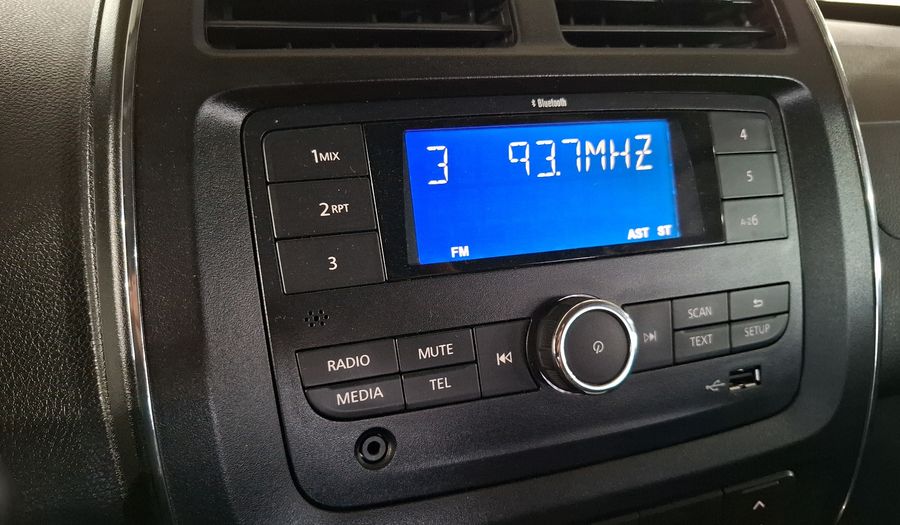 Bluetooth
1MIX
2RPT
3
3 93.7MHZ
FM AST ST
4
5
A-Z6
RADIO
MUTE
MEDIA
TEL
SCAN
TEXT
SETUP